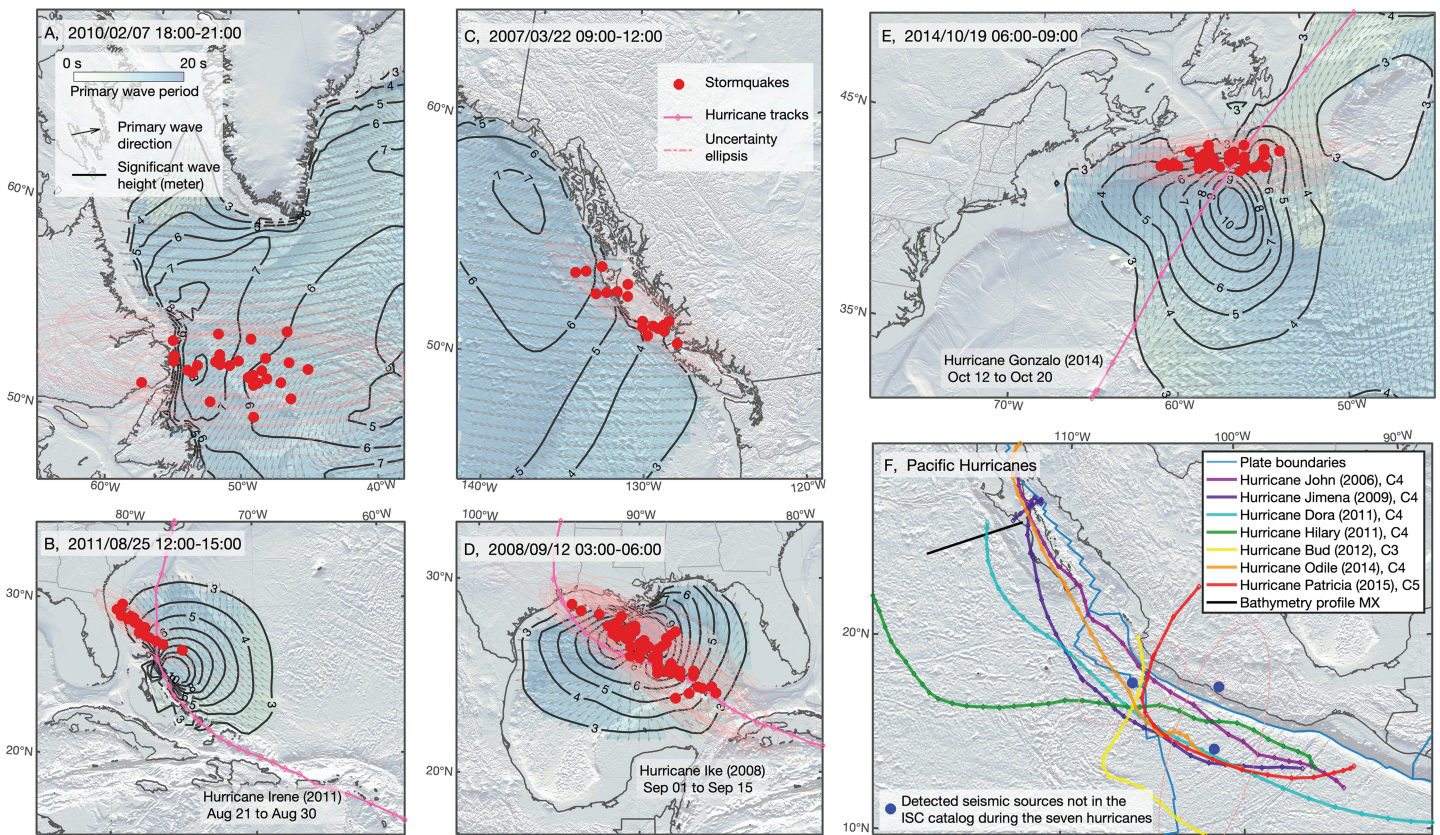 A, 2010/02/07 18:00-21:00
0 s
20 s
Primary wave period
Primary wave
direction
Significant wave
height (meter)
60°N
50°N
60°W
50°W
40°W
C, 2007/03/22 09:00-12:00
Stormquakes
Hurricane tracks
Uncertainty
ellipsis
60°N
50°N
140°W
130°W
120°W
E, 2014/10/19 06:00-09:00
45°N
35°N
Hurricane Gonzalo (2014)
Oct 12 to Oct 20
70°W
60°W
50°W
80°W
70°W
60°W
B, 2011/08/25 12:00-15:00
30°N
20°N
Hurricane Irene (2011)
Aug 21 to Aug 30
100°W
90°W
80°W
D, 2008/09/12 03:00-06:00
30°N
20°N
Hurricane Ike (2008)
Sep 01 to Sep 15
110°W
100°W
90°W
F, Pacific Hurricanes
Plate boundaries
Hurricane John (2006), C4
Hurricane Jimena (2009), C4
Hurricane Dora (2011), C4
Hurricane Hilary (2011), C4
Hurricane Bud (2012), C3
Hurricane Odile (2014), C4
Hurricane Patricia (2015), C5
Bathymetry profile MX
20°N
10°N
Detected seismic sources not in the
ISC catalog during the seven hurricanes